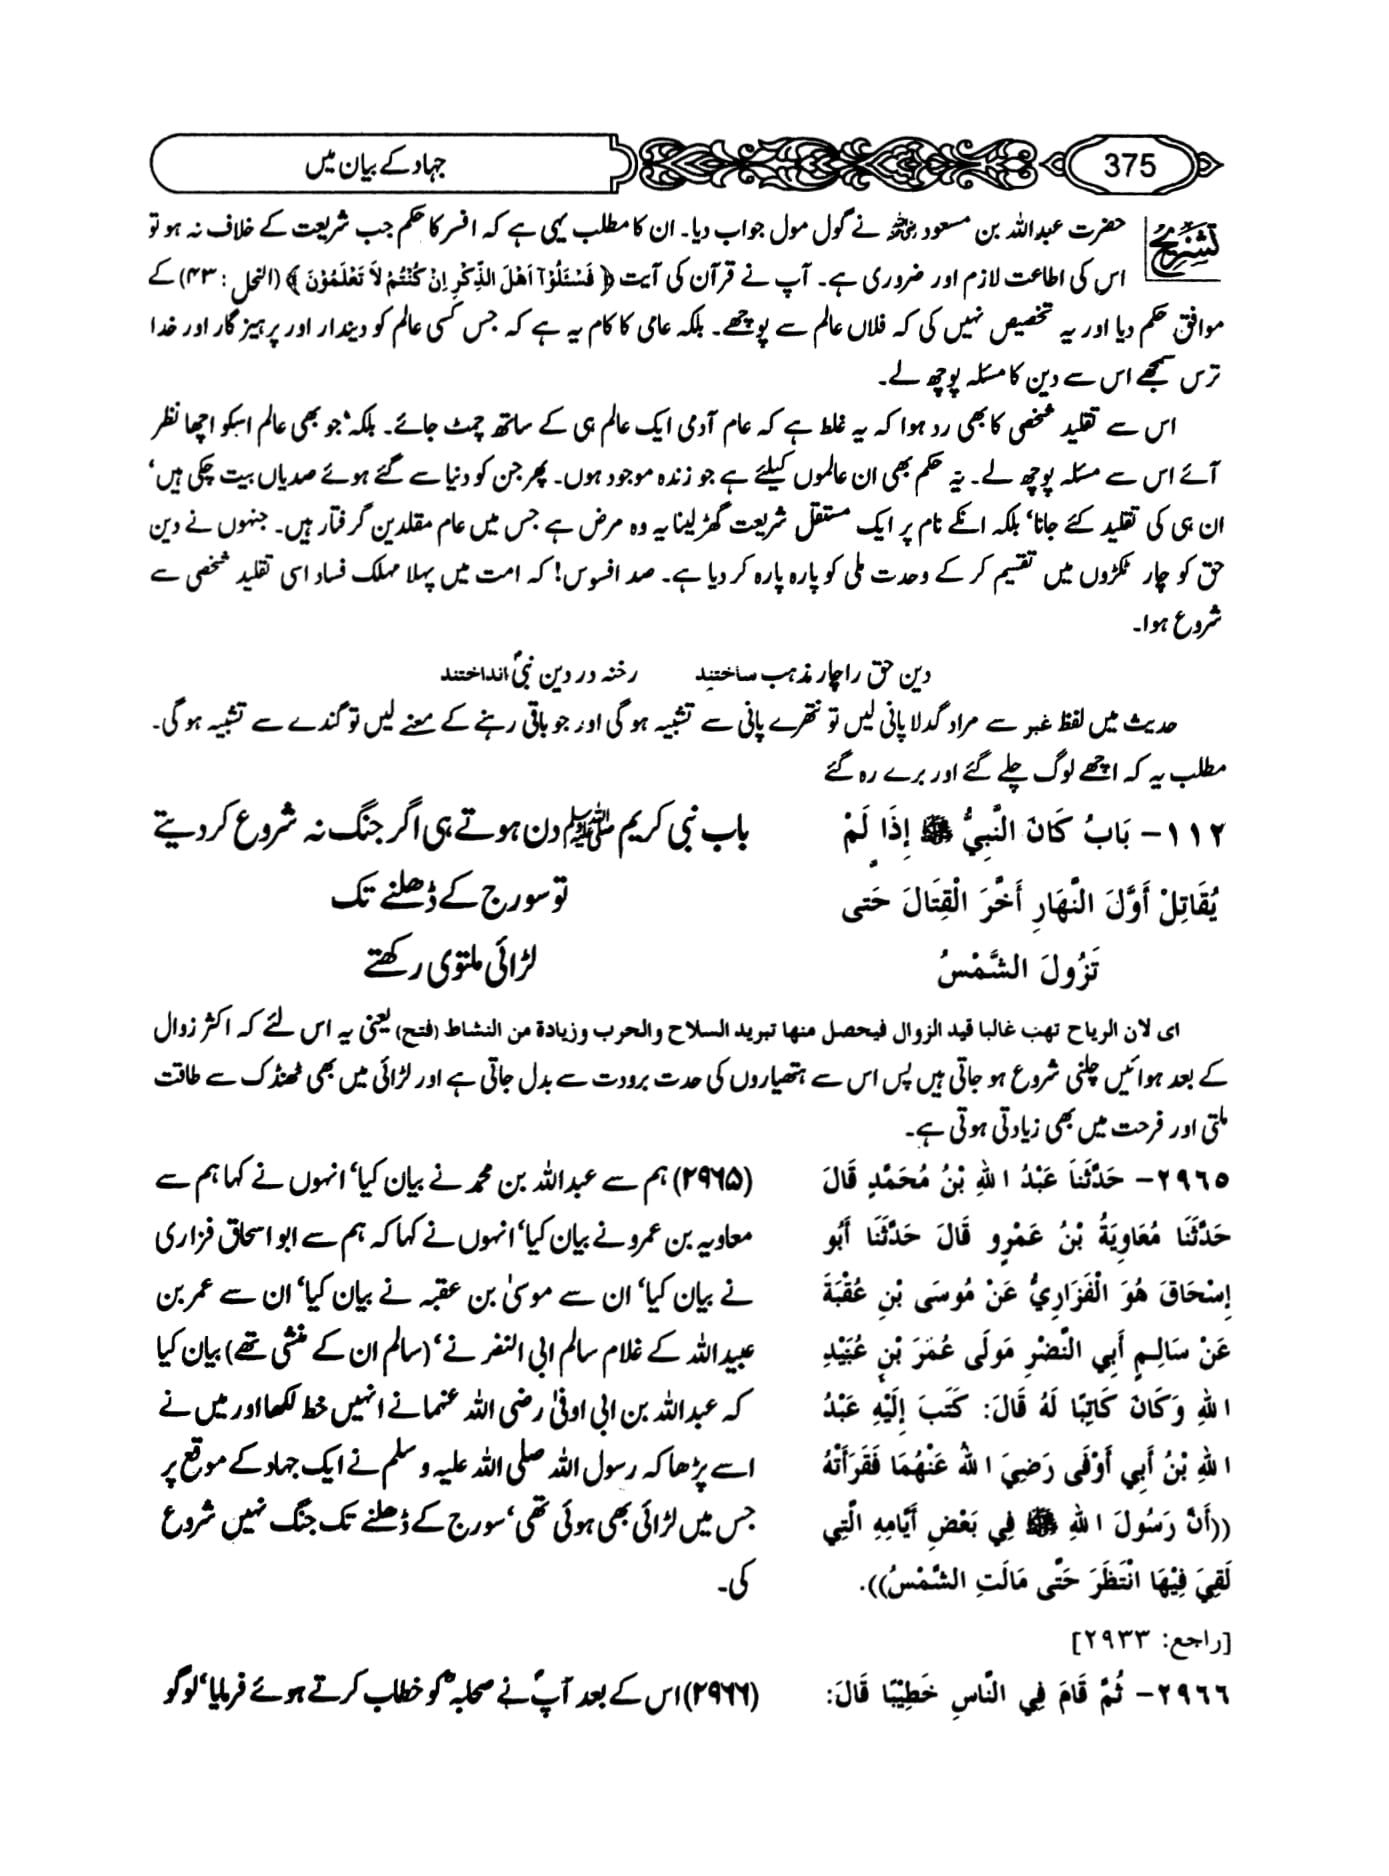 375
جہاد کے بیان میں
تشریح حضرت عبداللہ بن مسعود رضی اللہ عنہ نے گول مول جواب دیا۔ ان کا مطلب یہی ہے کہ افسر کا حکم جب شریعت کے خلاف نہ ہو تو
اس کی اطاعت لازم اور ضروری ہے۔ آپ نے قرآن کی آیت ﴿ فَسْئَلُوْآ اَهْلَ الذِّكْرِ اِنْ كُنْتُمْ لاَ تَعْلَمُوْنَ ﴾ (النحل : ۴۳) کے
موافق حکم دیا اور یہ تخصیص نہیں کی کہ فلاں عالم سے پوچھے۔ بلکہ عامی کا کام یہ ہے کہ جس کسی عالم کو دیندار اور پرہیز گار اور خدا
ترس سمجھے اس سے دین کا مسئلہ پوچھ لے۔
اس سے تقلید شخصی کا بھی رد ہوا کہ یہ غلط ہے کہ عام آدمی ایک عالم ہی کے ساتھ چمٹ جائے۔ بلکہ‘ جو بھی عالم اسکو اچھا نظر
آئے اس سے مسئلہ پوچھ لے۔ یہ حکم بھی ان عالموں کیلئے ہے جو زندہ موجود ہوں۔ پھر جن کو دنیا سے گئے ہوئے صدیاں بیت چکی ہیں‘
ان ہی کی تقلید کئے جانا‘ بلکہ انکے نام پر ایک مستقل شریعت گھڑ لینا یہ وہ مرض ہے جس میں عام مقلدین گرفتار ہیں۔ جنہوں نے دین
حق کو چار ٹکڑوں میں تقسیم کر کے وحدت ملی کو پارہ پارہ کر دیا ہے۔ صد افسوس! کہ امت میں پہلا مہلک فساد اسی تقلید شخصی سے
شروع ہوا۔
دین حق را چار مذہب ساختند رخنہ در دین نبیؐ انداختند
حدیث میں لفظ غبر سے مراد گدلا پانی لیں تو نتھرے پانی سے تشبیہ ہو گی اور جو باقی رہنے کے معنے لیں تو گندے سے تشبیہ ہو گی۔
مطلب یہ کہ اچھے لوگ چلے گئے اور برے رہ گئے
١١٢- بَابُ كَانَ النَّبِيُّ ﷺ إِذَا لَمْ
يُقَاتِلْ أَوَّلَ النَّهَارِ أَخَّرَ الْقِتَالَ حَتى
تَزُولَ الشَّمْسُ
باب نبی کریم ﷺ دن ہوتے ہی اگر جنگ نہ شروع کر دیتے
تو سورج کے ڈھلنے تک
لڑائی ملتوی رکھتے
ای لان الریاح تهب غالبا قید الزوال فیحصل منها تبرید السلاح والحرب وزیادة من النشاط (فتح) یعنی یہ اس لئے کہ اکثر زوال
کے بعد ہوائیں چلنی شروع ہو جاتی ہیں پس اس سے ہتھیاروں کی حدت برودت سے بدل جاتی ہے اور لڑائی میں بھی ٹھنڈک سے طاقت
ملتی اور فرحت میں بھی زیادتی ہوتی ہے۔
٢٩٦٥- حَدَّثَنَا عَبْدُ اللهِ بْنُ مُحَمَّدٍ قَالَ
حَدَّثَنَا مُعَاوِيَةُ بْنُ عَمْرٍو قَالَ حَدَّثَنَا أَبُو
إِسْحَاقَ هُوَ الْفَزَارِيُّ عَنْ مُوسَى بْنِ عُقْبَةَ
عَنْ سَالِمٍ أَبِي النَّضْرِ مَولَى عُمَرَ بْنِ عُبَيْدِ
اللهِ وَكَانَ كَاتِبًا لَهُ قَالَ: كَتَبَ إِلَيْهِ عَبْدُ
اللهِ بْنُ أَبِي أَوْفَى رَضِيَ اللهُ عَنْهُمَا فَقَرَأْتُهُ
((أَنَّ رَسُولَ اللهِ ﷺ فِي بَعْضِ أَيَّامِهِ الَّتِي
لَقِيَ فِيْهَا انْتَظَرَ حَتَّى مَالَتِ الشَّمْسُ)).
[راجع: ٢٩٣٣]
٢٩٦٦- ثُمَّ قَامَ فِي النَّاسِ خَطِيْبًا قَالَ:
(۲۹۶۵) ہم سے عبداللہ بن محمد نے بیان کیا‘ انہوں نے کہا ہم سے
معاویہ بن عمرو نے بیان کیا‘ انہوں نے کہا کہ ہم سے ابو اسحاق فزاری
نے بیان کیا‘ ان سے موسیٰ بن عقبہ نے بیان کیا‘ ان سے عمر بن
عبیداللہ کے غلام سالم ابی النضر نے‘ (سالم ان کے منشی تھے) بیان کیا
کہ عبداللہ بن ابی اوفیٰ رضی اللہ عنہما نے انہیں خط لکھا اور میں نے
اسے پڑھا کہ رسول اللہ صلی اللہ علیہ و سلم نے ایک جہاد کے موقع پر
جس میں لڑائی بھی ہوئی تھی‘ سورج کے ڈھلنے تک جنگ نہیں شروع
کی۔
(۲۹۶۶) اس کے بعد آپؐ نے صحابہؓ کو خطاب کرتے ہوئے فرمایا‘ لوگو